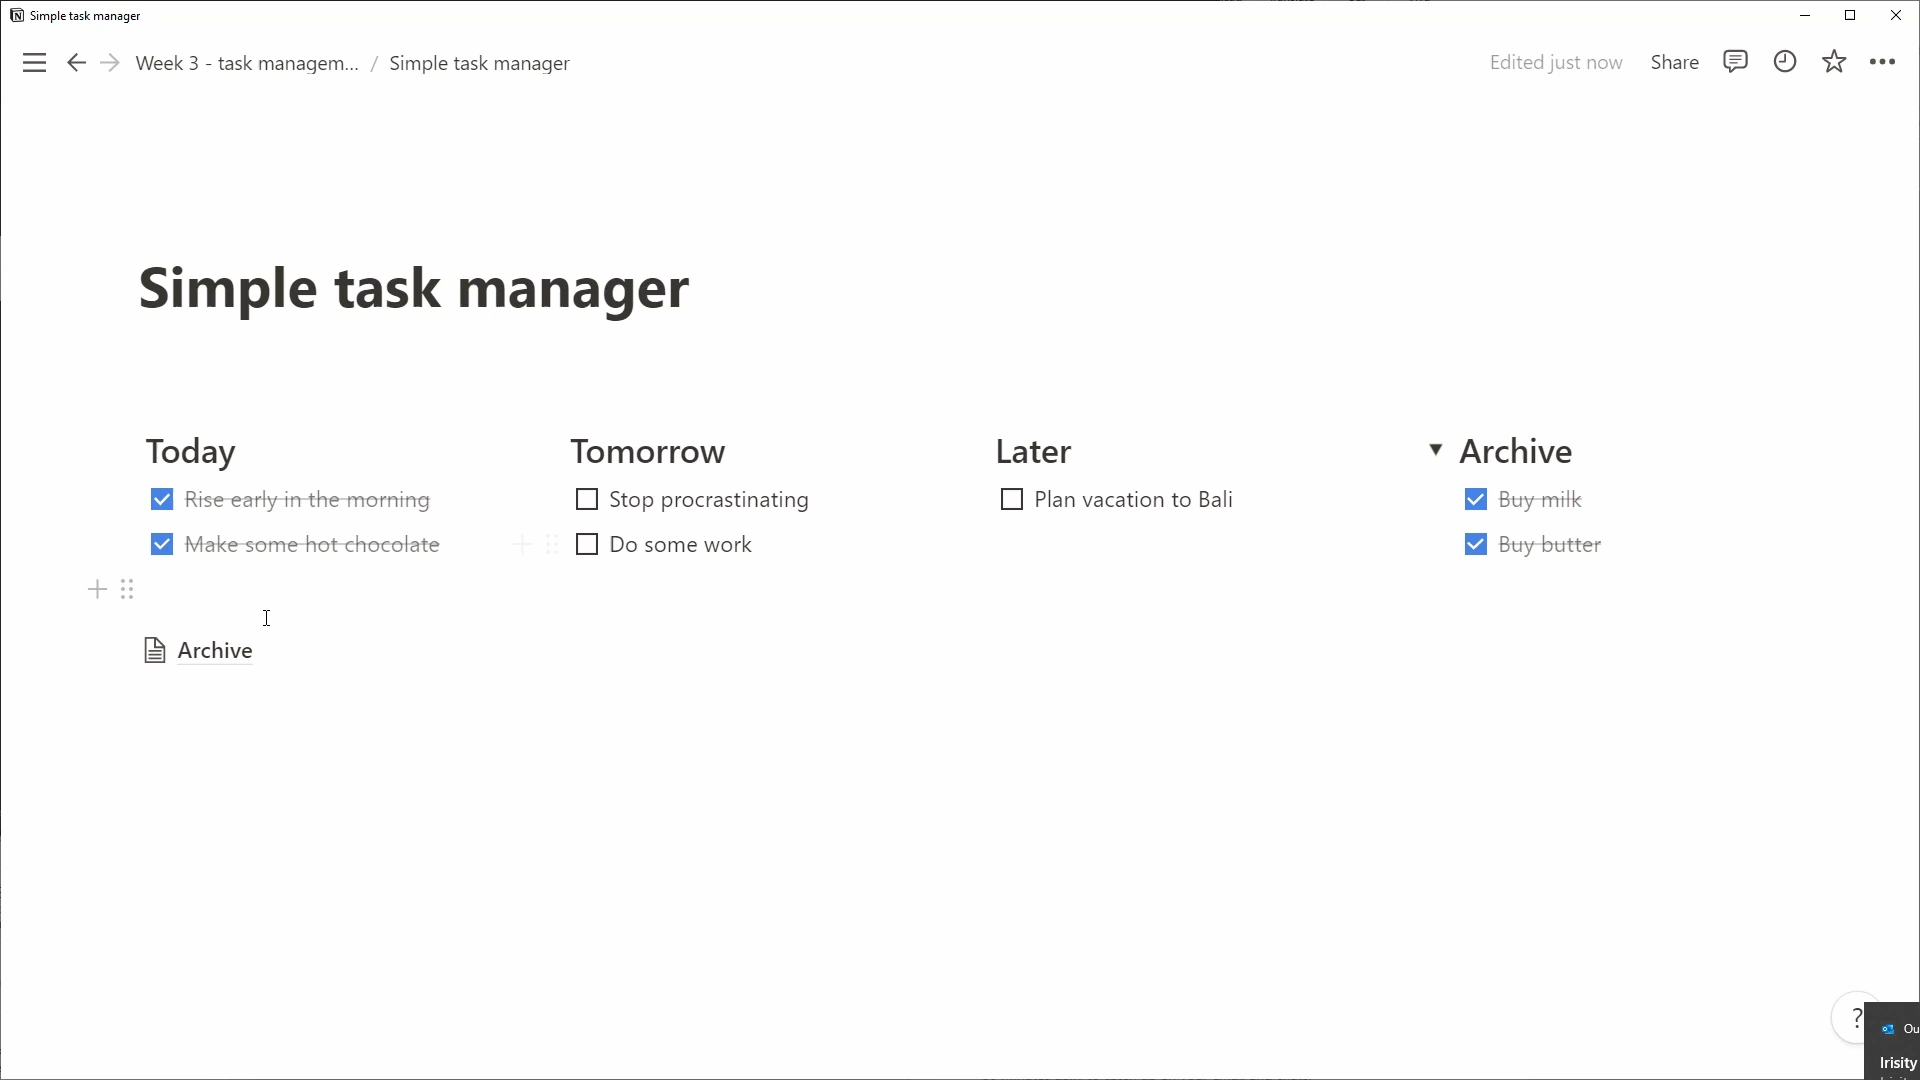 Simple task manager
Week 3 - task managem... / Simple task manager
Edited just now Share
Simple task manager
Today
Rise early in the morning
Make some hot chocolate
Tomorrow
Stop procrastinating
Do some work
Later
Plan vacation to Bali
Archive
Buy milk
Buy butter
Archive
?
Ou
Irisity